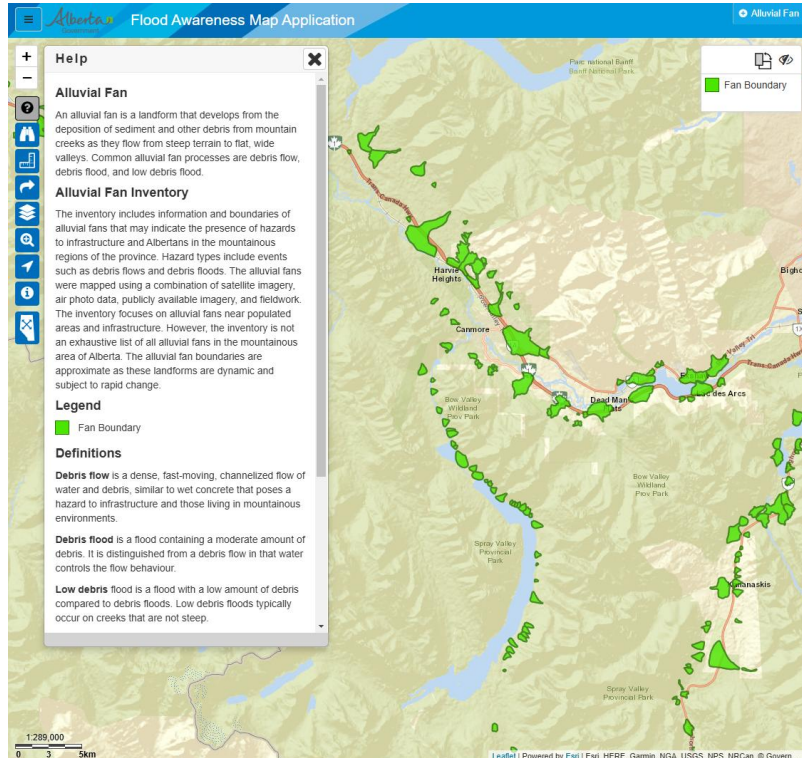 Alberta
Government
Flood Awareness Map Application
Alluvial Fan
+
−
Help
Alluvial Fan
An alluvial fan is a landform that develops from the
deposition of sediment and other debris from mountain
creeks as they flow from steep terrain to flat, wide
valleys. Common alluvial fan processes are debris flow,
debris flood, and low debris flood.
Alluvial Fan Inventory
The inventory includes information and boundaries of
alluvial fans that may indicate the presence of hazards
to infrastructure and Albertans in the mountainous
regions of the province. Hazard types include events
such as debris flows and debris floods. The alluvial fans
were mapped using a combination of satellite imagery,
air photo data, publicly available imagery, and fieldwork.
The inventory focuses on alluvial fans near populated
areas and infrastructure. However, the inventory is not
an exhaustive list of all alluvial fans in the mountainous
area of Alberta. The alluvial fan boundaries are
approximate as these landforms are dynamic and
subject to rapid change.
Legend
Fan Boundary
Definitions
Debris flow is a dense, fast-moving, channelized flow of
water and debris, similar to wet concrete that poses a
hazard to infrastructure and those living in mountainous
environments.
Debris flood is a flood containing a moderate amount of
debris. It is distinguished from a debris flow in that water
controls the flow behaviour.
Low debris flood is a flood with a low amount of debris
compared to debris floods. Low debris floods typically
occur on creeks that are not steep.
Fan Boundary
Parc national Banff
Banff National Park
Trans-Canada
Harvie
Heights
Canmore
Bow Valley
Wildland
Prov Park
Dead Man
Lac des Arcs
Trans Canada
Bow Valley
Wildland
Prov Park
Spray Valley
Provincial
Park
Kananaskis
Spray Valley
Provincial Park
1:289,000
0 3 5km
Leaflet | Powered by Esri | Esri, HERE, Garmin, NGA, USGS, NPS, NRCan, © Govern